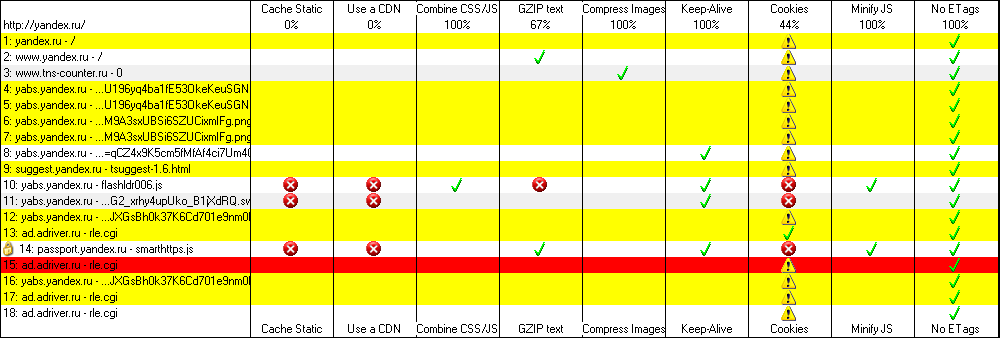 Cache Static Use a CDN Combine CSS/JS GZIP text Compress Images Keep-Alive Cookies Minify JS No ETags
http://yandex.ru/ 0% 0% 100% 67% 100% 100% 44% 100% 100%
1: yandex.ru - /
2: www.yandex.ru - /
3: www.tns-counter.ru - 0
4: yabs.yandex.ru - ...U196yq4ba1fE53OkeKeuSGN
5: yabs.yandex.ru - ...U196yq4ba1fE53OkeKeuSGN
6: yabs.yandex.ru - ...M9A3sxUBSi6SZUCixmIFg.png
7: yabs.yandex.ru - ...M9A3sxUBSi6SZUCixmIFg.png
8: yabs.yandex.ru - ...=qCZ4x9K5cm5fMfAf4ci7Um40
9: suggest.yandex.ru - tsuggest-1.6.html
10: yabs.yandex.ru - flashldr006.js
11: yabs.yandex.ru - ...G2_xrhy4upUko_B1jXdRQ.sw
12: yabs.yandex.ru - ...JXGsBh0k37K6Cd701e9nm0
13: ad.adriver.ru - rle.cgi
14: passport.yandex.ru - smarthttps.js
15: ad.adriver.ru - rle.cgi
16: yabs.yandex.ru - ...JXGsBh0k37K6Cd701e9nm0
17: ad.adriver.ru - rle.cgi
18: ad.adriver.ru - rle.cgi
Cache Static Use a CDN Combine CSS/JS GZIP text Compress Images Keep-Alive Cookies Minify JS No ETags